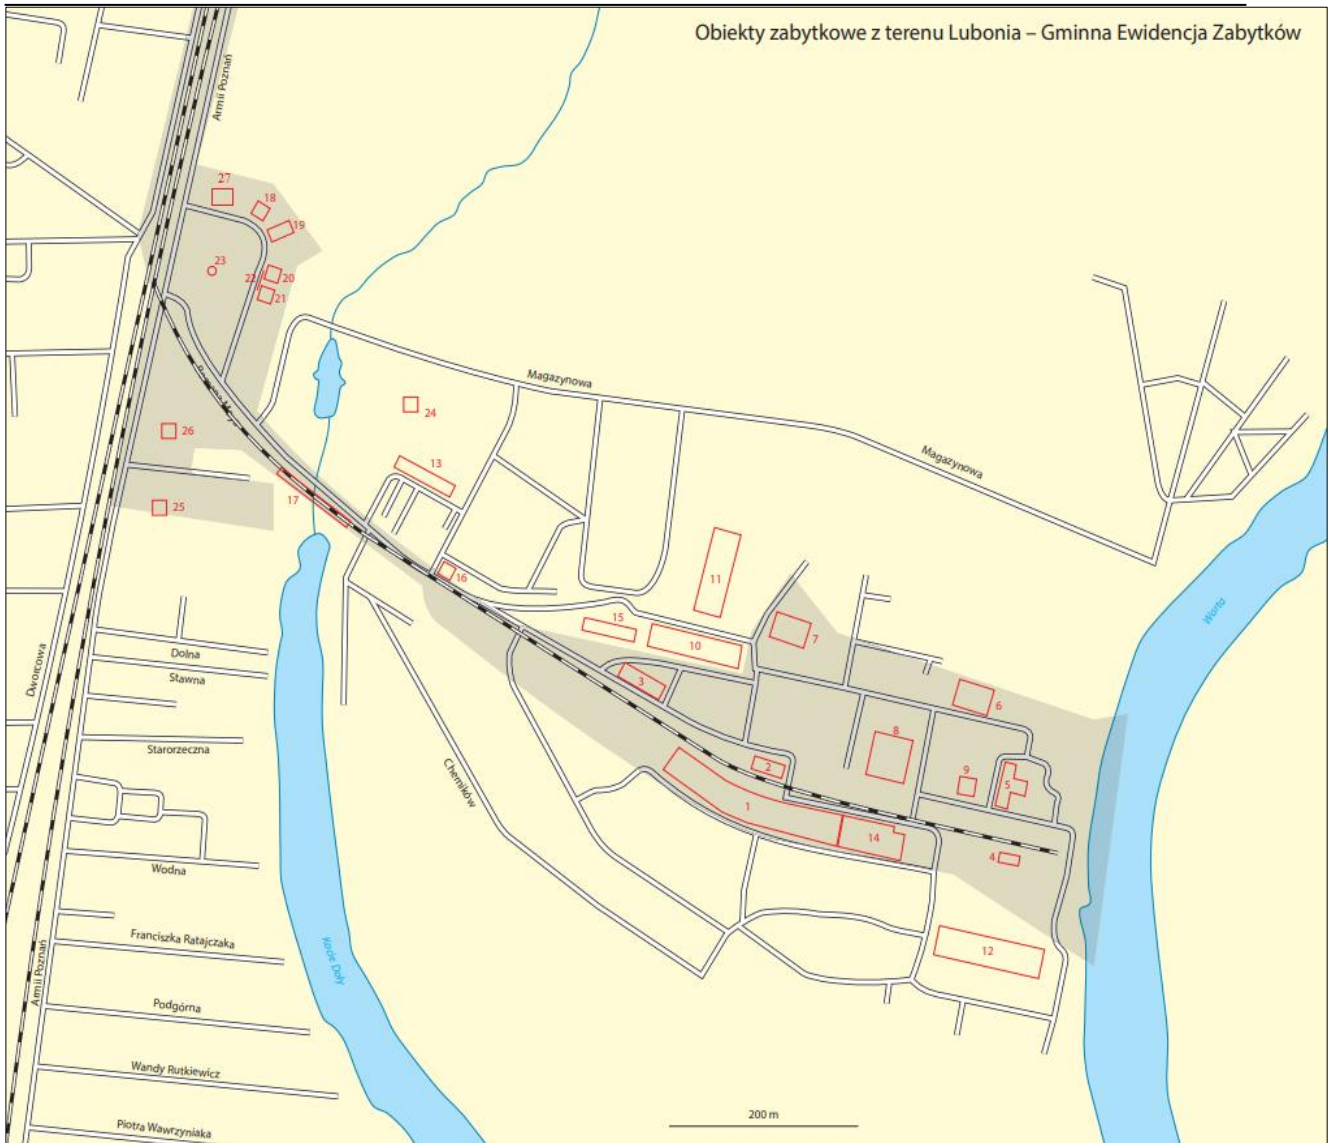 Obiekty zabytkowe z terenu Lubonia – Gminna Ewidencja Zabytków
Armii Poznań
27
18
19
23
22
20
21
Magazynowa
24
26
13
Magazynowa
17
25
16
11
Warta
15
7
10
Dworcowa
Dolna
Stawna
3
6
8
Starorzeczna
2
9
5
Chemików
1
14
4
Wodna
Franciszka Ratajczaka
12
Kocie Doły
Armii Poznań
Podgórna
Wandy Rutkiewicz
200 m
Piotra Wawrzyniaka